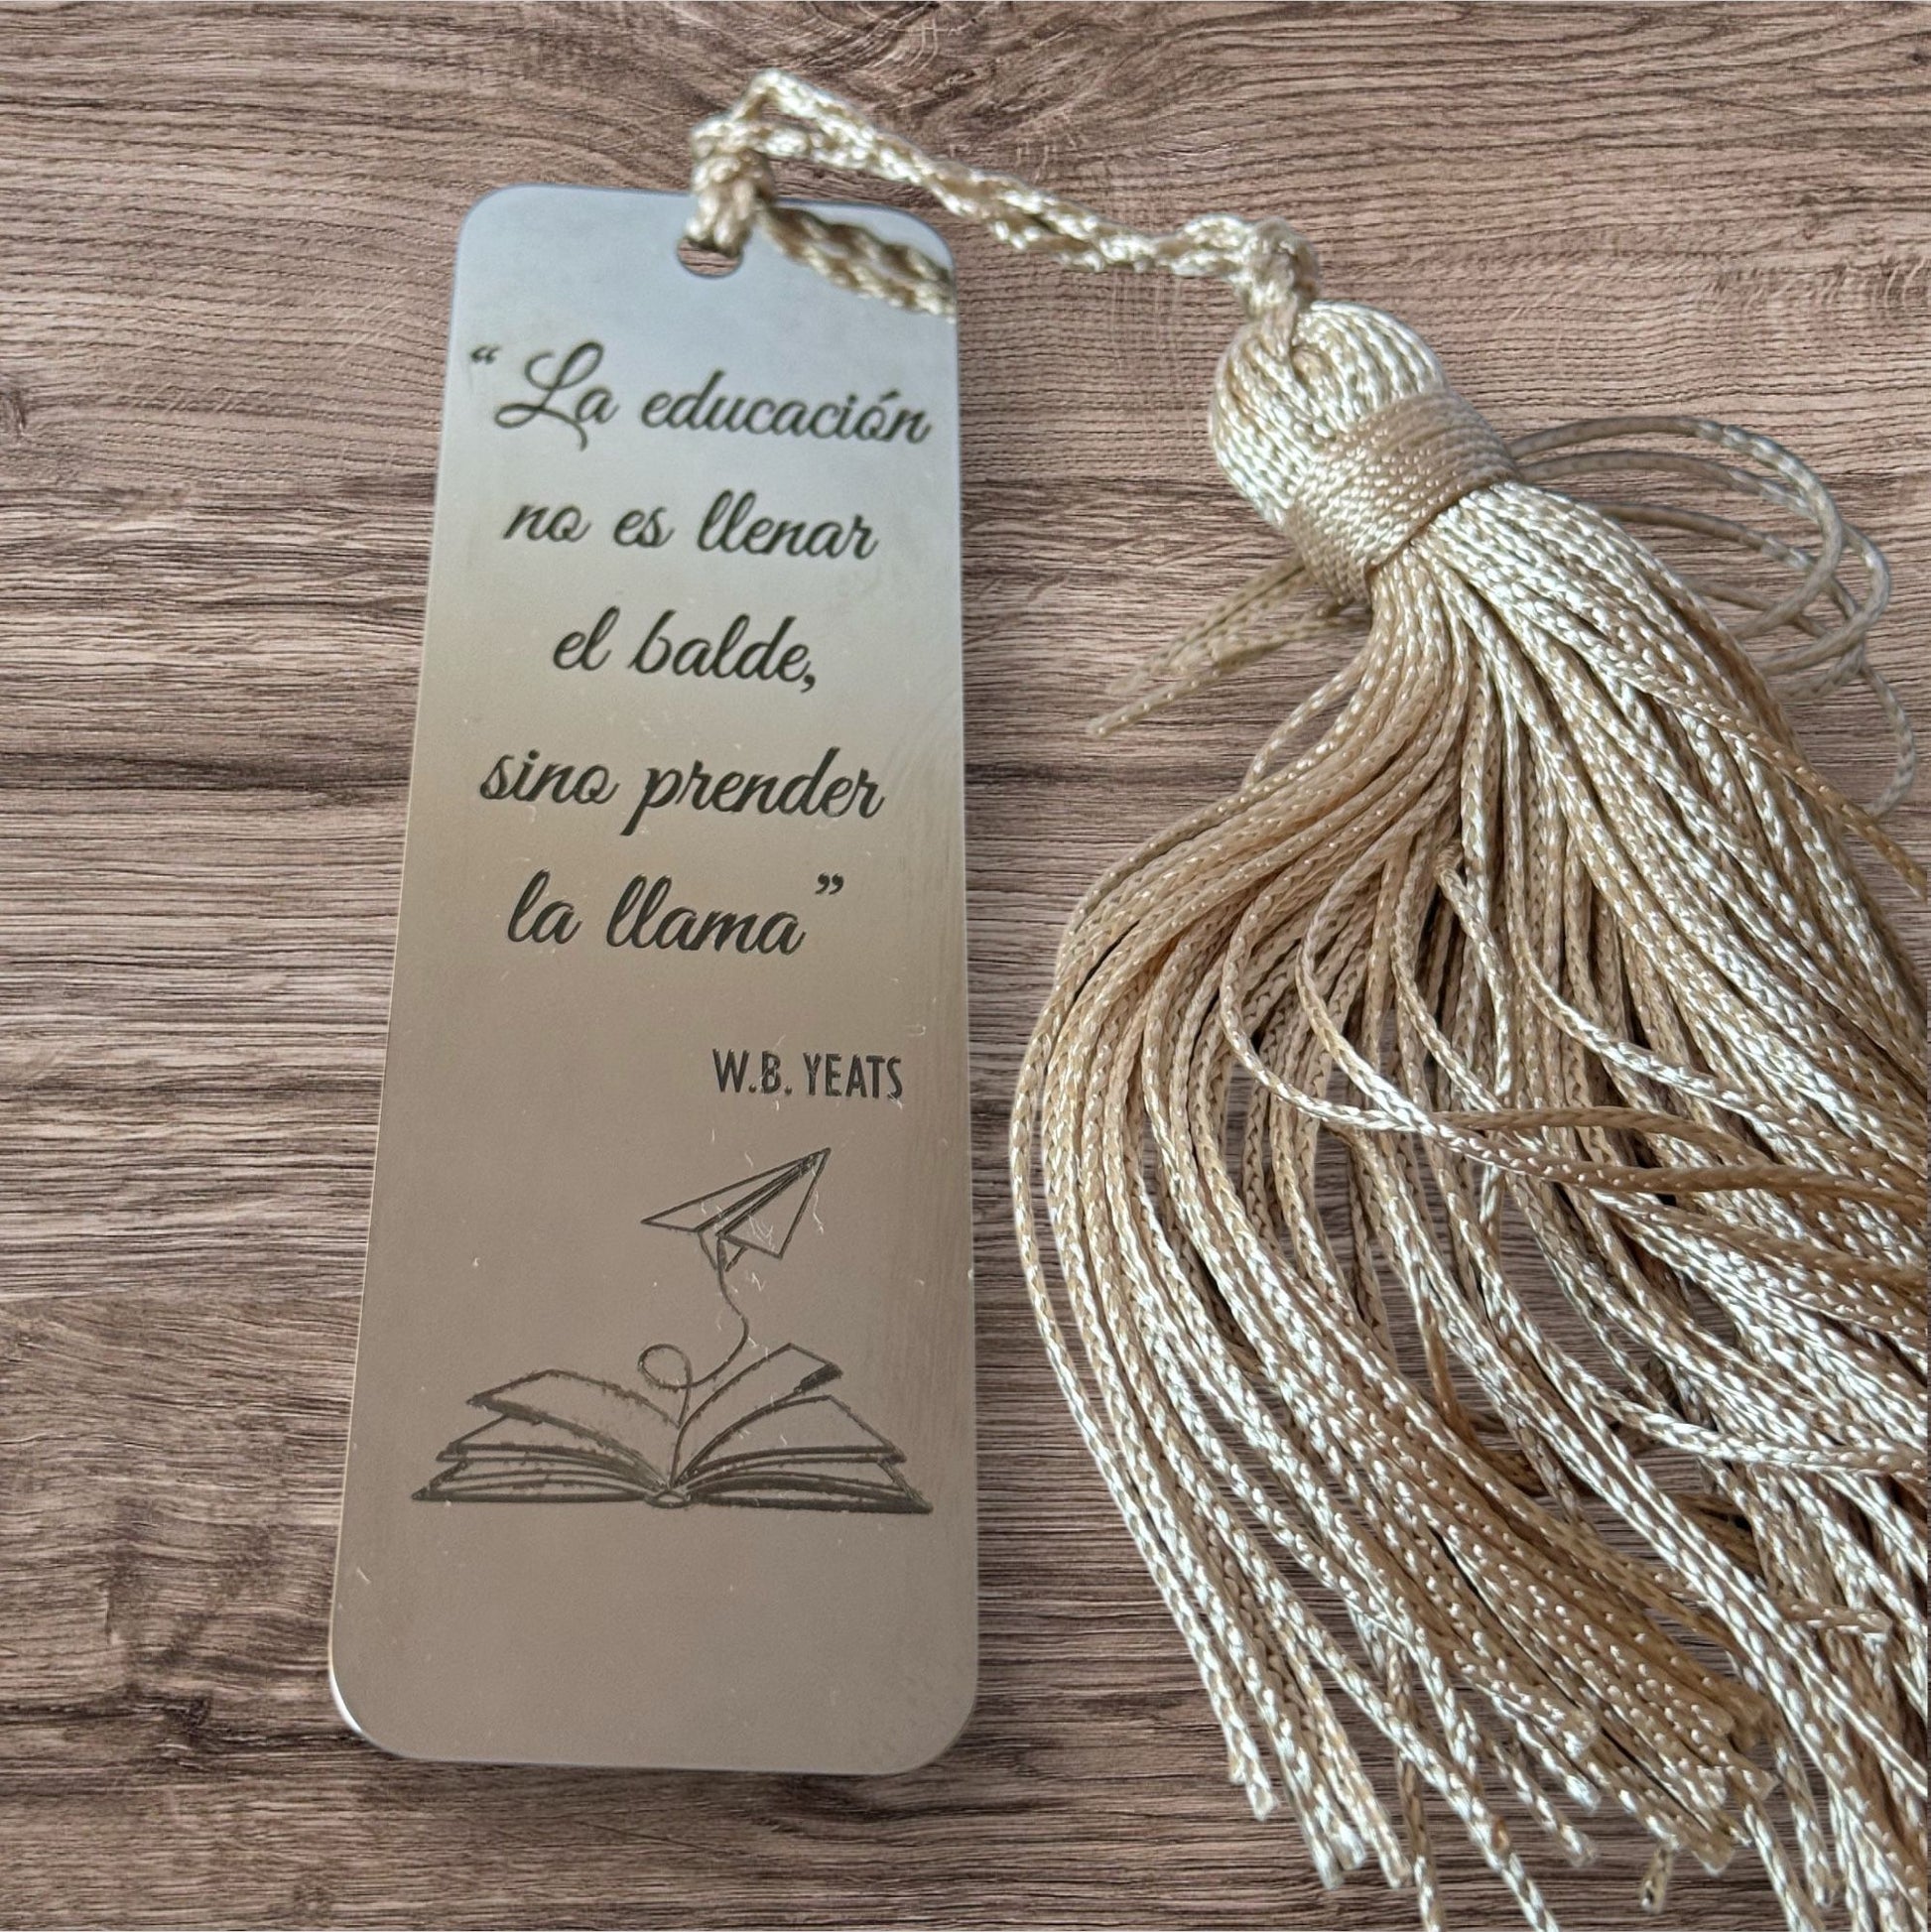 “La educación
no es llenar
el balde,
sino prender
la llama”
W.B. YEATS